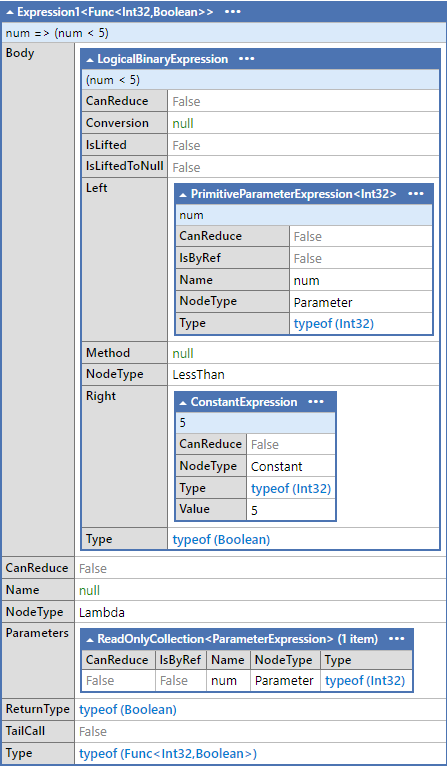 Expression1<Func<Int32,Boolean>> •••
num => (num < 5)
Body
LogicalBinaryExpression •••
(num < 5)
CanReduce False
Conversion null
IsLifted False
IsLiftedToNull False
Left
PrimitiveParameterExpression<Int32> •••
num
CanReduce False
IsByRef False
Name num
NodeType Parameter
Type typeof (Int32)
Method null
NodeType LessThan
Right
ConstantExpression •••
5
CanReduce False
NodeType Constant
Type typeof (Int32)
Value 5
Type typeof (Boolean)
CanReduce False
Name null
NodeType Lambda
Parameters
ReadOnlyCollection<ParameterExpression> (1 item) •••
CanReduce IsByRef Name NodeType Type
False False num Parameter typeof (Int32)
ReturnType typeof (Boolean)
TailCall False
Type typeof (Func<Int32,Boolean>)